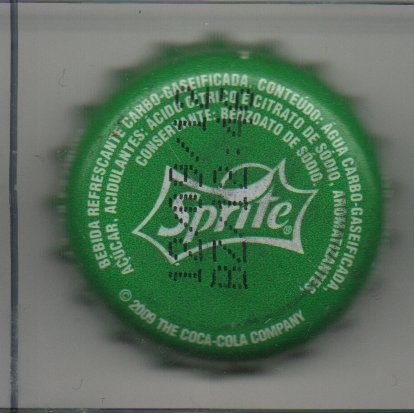 BEBIDA REFRESCANTE CARBO-GASEIFICADA, CONTEÚDO: ÁGUA CARBO-GASEIFICADA,
AÇÚCAR, ACIDULANTES: ÁCIDO CÍTRICO E CITRATO DE SÓDIO, AROMATIZANTES,
CONSERVANTE: BENZOATO DE SÓDIO.
Sprite®
© 2009 THE COCA-COLA COMPANY